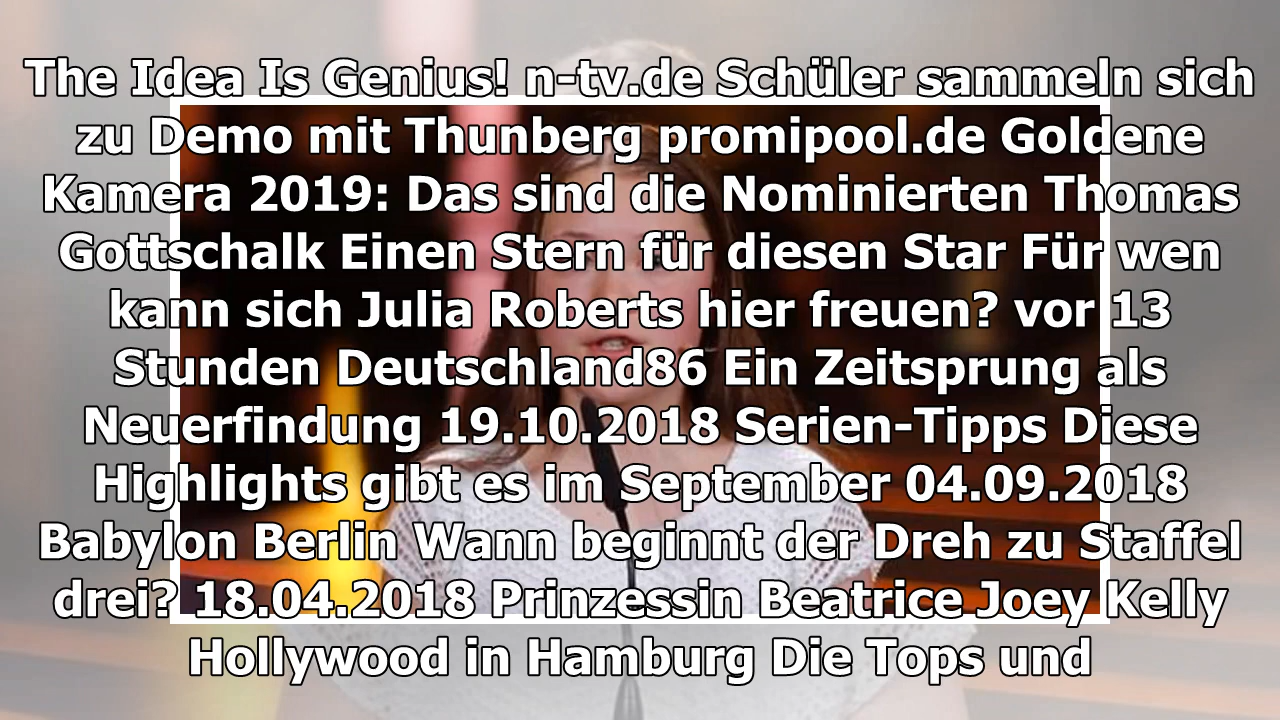 The Idea Is Genius! n-tv.de Schüler sammeln sich
zu Demo mit Thunberg promipool.de Goldene
Kamera 2019: Das sind die Nominierten Thomas
Gottschalk Einen Stern für diesen Star Für wen
kann sich Julia Roberts hier freuen? vor 13
Stunden Deutschland86 Ein Zeitsprung als
Neuerfindung 19.10.2018 Serien-Tipps Diese
Highlights gibt es im September 04.09.2018
Babylon Berlin Wann beginnt der Dreh zu Staffel
drei? 18.04.2018 Prinzessin Beatrice Joey Kelly
Hollywood in Hamburg Die Tops und